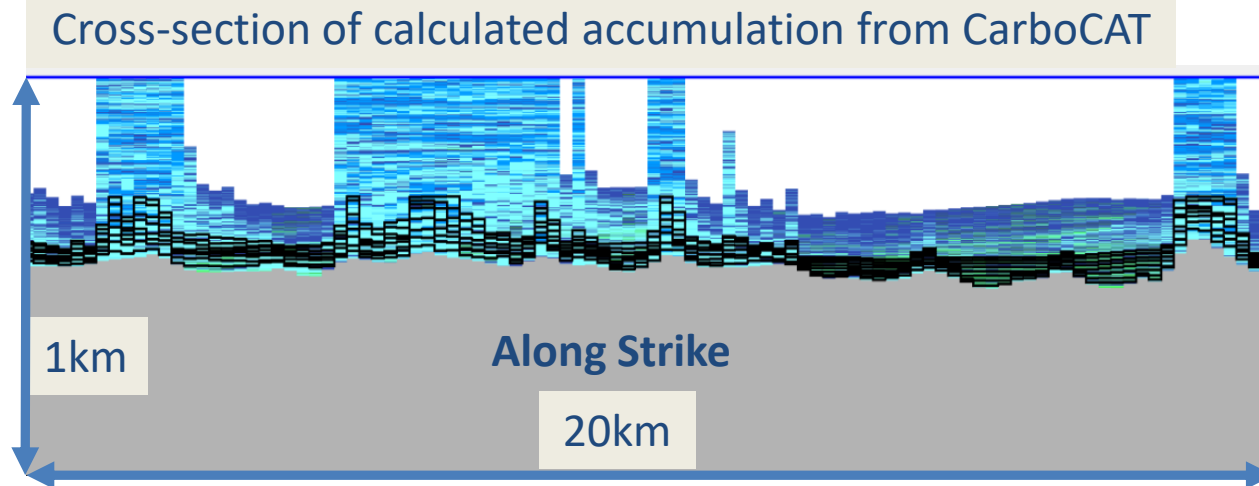 Cross-section of calculated accumulation from CarboCAT
1km
Along Strike
20km